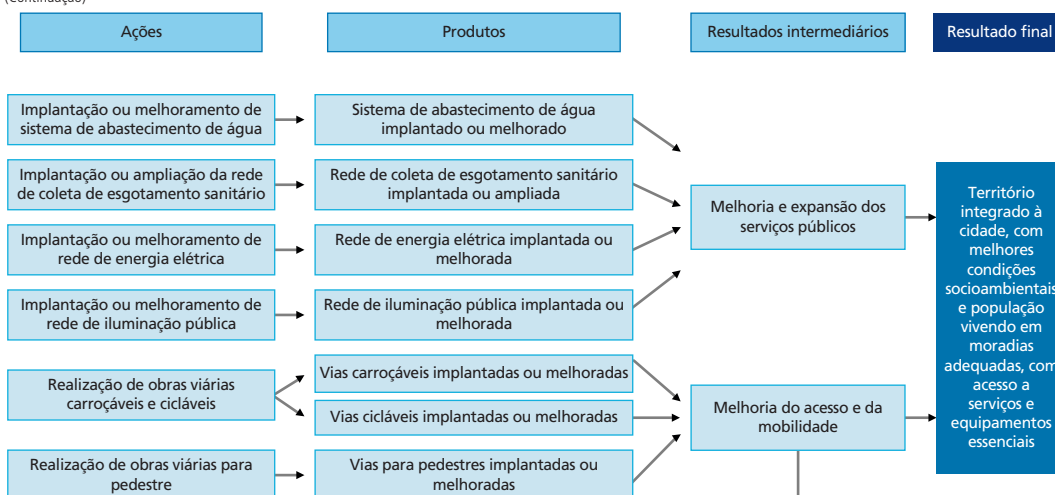 (Continuação)
Ações
Produtos
Resultados intermediários
Resultado final
Implantação ou melhoramento de
sistema de abastecimento de água
Sistema de abastecimento de água
implantado ou melhorado
Implantação ou ampliação da rede
de coleta de esgotamento sanitário
Rede de coleta de esgotamento sanitário
implantada ou ampliada
Implantação ou melhoramento de
rede de energia elétrica
Rede de energia elétrica implantada ou
melhorada
Implantação ou melhoramento de
rede de iluminação pública
Rede de iluminação pública implantada ou
melhorada
Melhoria e expansão dos
serviços públicos
Realização de obras viárias
carroçáveis e cicláveis
Vias carroçáveis implantadas ou melhoradas
Vias cicláveis implantadas ou melhoradas
Realização de obras viárias para
pedestre
Vias para pedestres implantadas ou
melhoradas
Melhoria do acesso e da
mobilidade
Território
integrado à
cidade, com
melhores
condições
socioambientais
e população
vivendo em
moradias
adequadas, com
acesso a
serviços e
equipamentos
essenciais